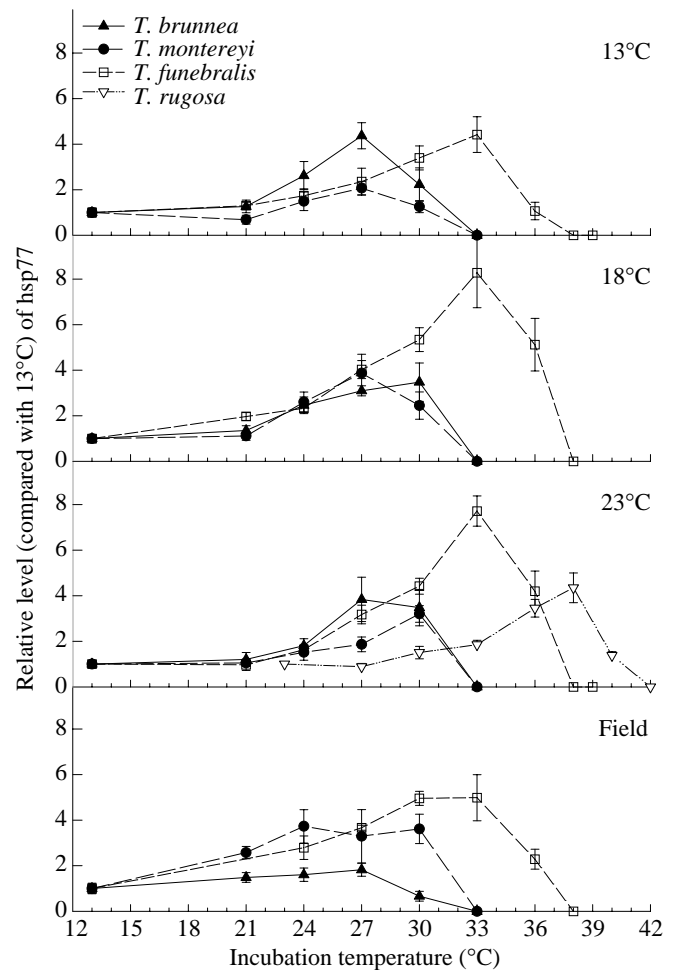 T. brunnea
T. montereyi
T. funebralis
T. rugosa
13°C
8
6
4
2
0
18°C
8
6
4
2
0
23°C
8
6
4
2
0
Field
8
6
4
2
0
12 15 18 21 24 27 30 33 36 39 42
Incubation temperature (°C)
Relative level (compared with 13°C) of hsp77